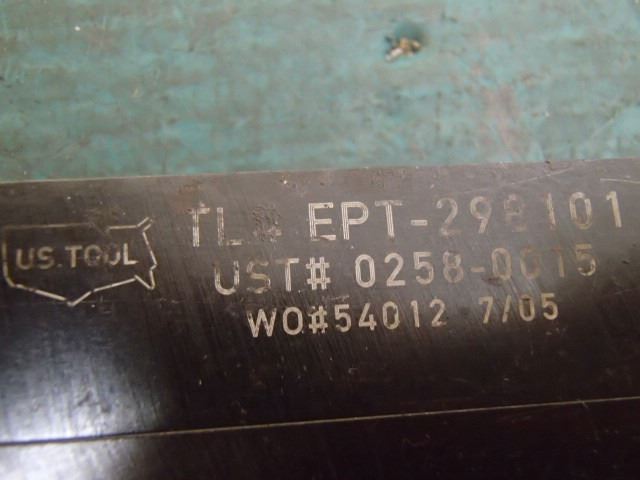 US. TOOL
TL# EPT-298101
UST# 0258-0015
WO#54012 7/05